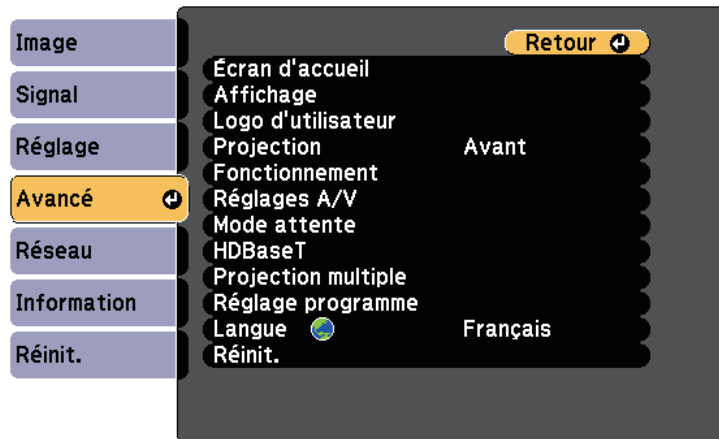 Image
Signal
Réglage
Avancé
Réseau
Information
Réinit.
Retour
Écran d'accueil
Affichage
Logo d'utilisateur
Projection Avant
Fonctionnement
Réglages A/V
Mode attente
HDBaseT
Projection multiple
Réglage programme
Langue Français
Réinit.